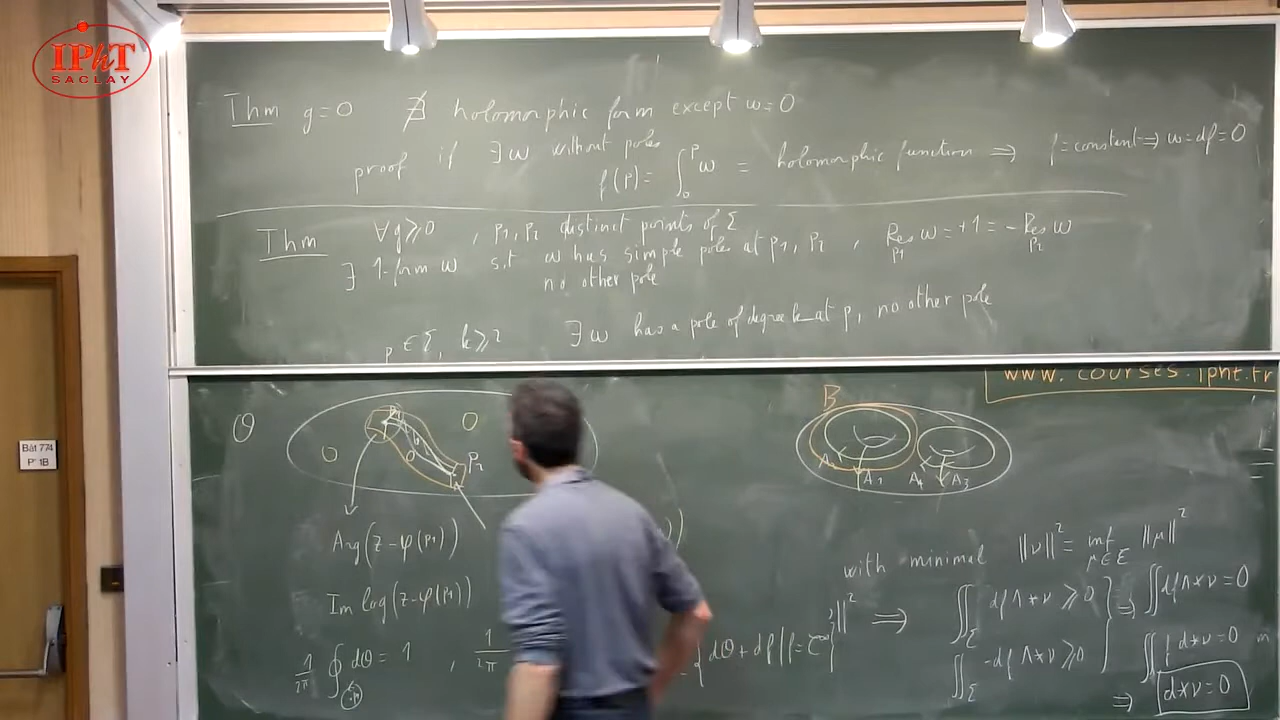 IPhT
SACLAY
Thm g=0 ∄ holomorphic form except ω=0
proof if ∃ω without poles
f(p)= ∫₀ᵖ ω = holomorphic function ⇒ f=constant ⇒ ω=df=0
Thm ∀g⩾0 , p₁,p₂ distinct points of Σ
∃ 1-form ω s.t ω has simple poles at p₁, p₂ , Res_{p₁} ω = +1 = -Res_{p₂} ω
no other pole
p∈Σ, k⩾2 ∃ω has a pole of degree k at p, no other pole
www.courses.ipht.fr
Bât 774
P 1B
θ
P₁
P₂
B
A₁
A₄
A₃
Arg(z-φ(p₁))
Im log(z-φ(p₁))
1/2π ∮ dθ = 1 , 1/2π
with minimal ‖ν‖² = inf_{μ∈E} ‖μ‖²
{dθ+df | f=C^∞} ‖² ⇒
∬_Σ df∧*ν ⩾0
∬_Σ -df∧*ν ⩾0
⇒ ∬df∧*ν=0
∬ f d*ν=0
⇒ d*ν=0